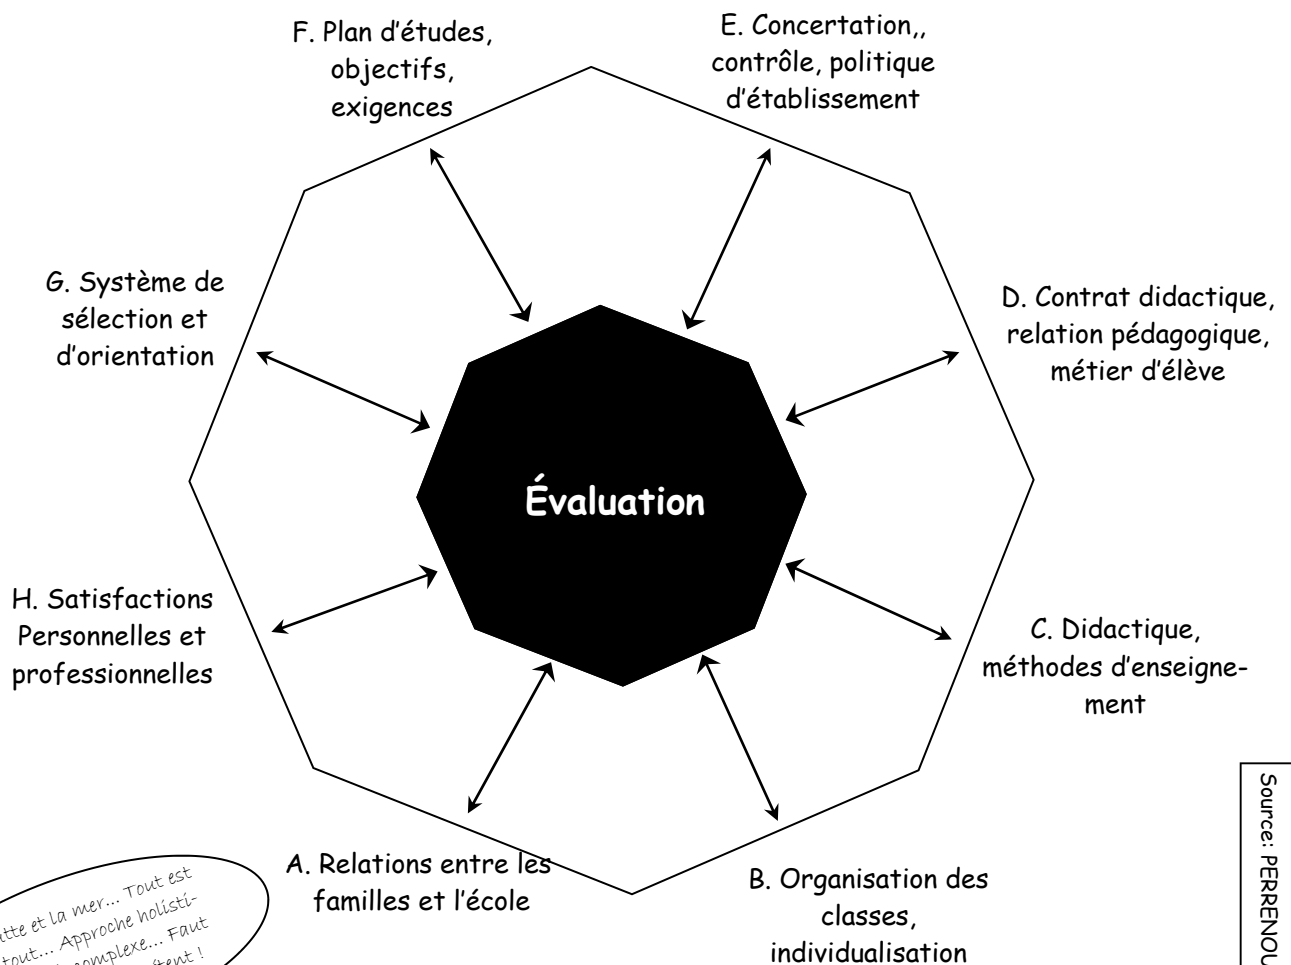 F. Plan d'études,
objectifs,
exigences
E. Concertation,,
contrôle, politique
d'établissement
G. Système de
sélection et
d'orientation
D. Contrat didactique,
relation pédagogique,
métier d'élève
Évaluation
H. Satisfactions
Personnelles et
professionnelles
C. Didactique,
méthodes d'enseigne-
ment
A. Relations entre les
familles et l'école
B. Organisation des
classes,
individualisation
et la mer... Tout est
tout... Approche holisti-
complexe... Faut
Source: